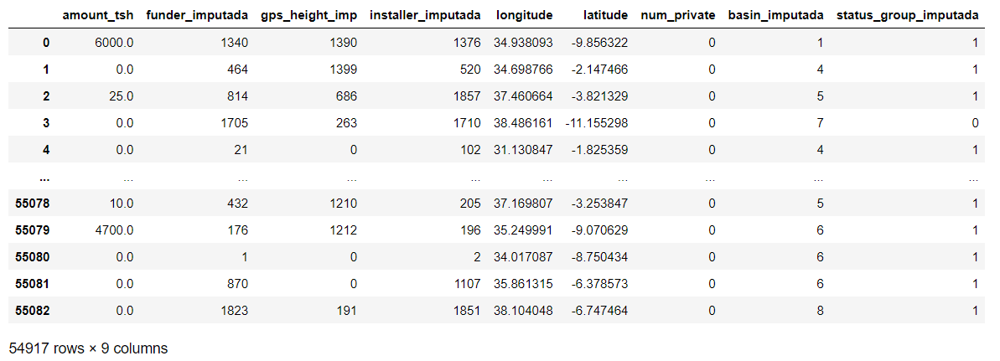 amount_tsh funder_imputada gps_height_imp installer_imputada longitude latitude num_private basin_imputada status_group_imputada
0 6000.0 1340 1390 1376 34.938093 -9.856322 0 1 1
1 0.0 464 1399 520 34.698766 -2.147466 0 4 1
2 25.0 814 686 1857 37.460664 -3.821329 0 5 1
3 0.0 1705 263 1710 38.486161 -11.155298 0 7 0
4 0.0 21 0 102 31.130847 -1.825359 0 4 1
... ... ... ... ... ... ... ... ... ...
55078 10.0 432 1210 205 37.169807 -3.253847 0 5 1
55079 4700.0 176 1212 196 35.249991 -9.070629 0 6 1
55080 0.0 1 0 2 34.017087 -8.750434 0 6 1
55081 0.0 870 0 1107 35.861315 -6.378573 0 6 1
55082 0.0 1823 191 1851 38.104048 -6.747464 0 8 1
54917 rows × 9 columns